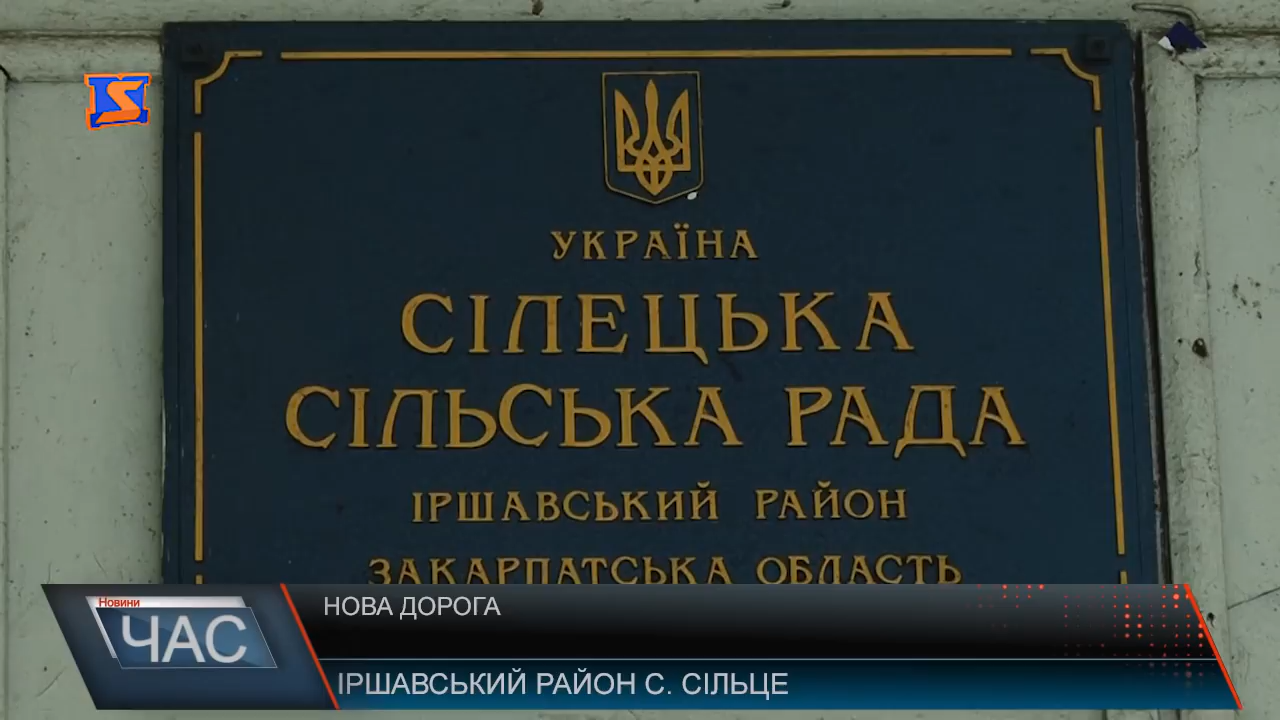 УКРАЇНА
СІЛЕЦЬКА
СІЛЬСЬКА РАДА
ІРШАВСЬКИЙ РАЙОН
ЗАКАРПАТСЬКА ОБЛАСТЬ
Новини
ЧАС
НОВА ДОРОГА
ІРШАВСЬКИЙ РАЙОН С. СІЛЬЦЕ